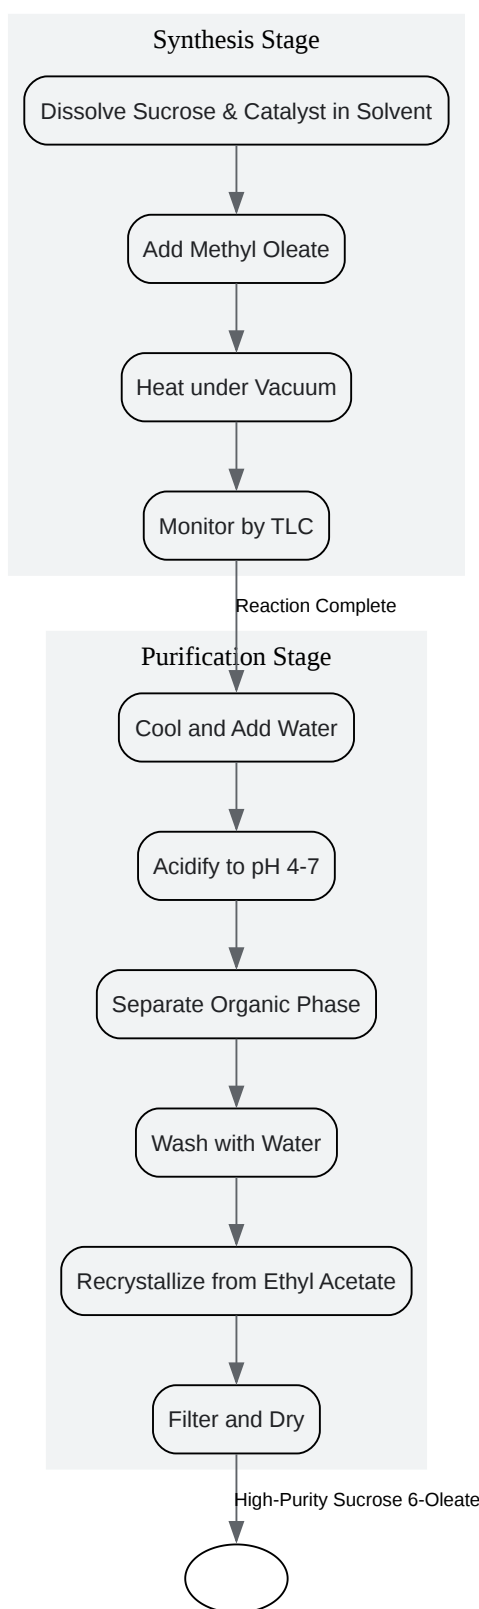 Synthesis Stage
Dissolve Sucrose & Catalyst in Solvent
Add Methyl Oleate
Heat under Vacuum
Monitor by TLC
Reaction Complete
Purification Stage
Cool and Add Water
Acidify to pH 4-7
Separate Organic Phase
Wash with Water
Recrystallize from Ethyl Acetate
Filter and Dry
High-Purity Sucrose 6-Oleate